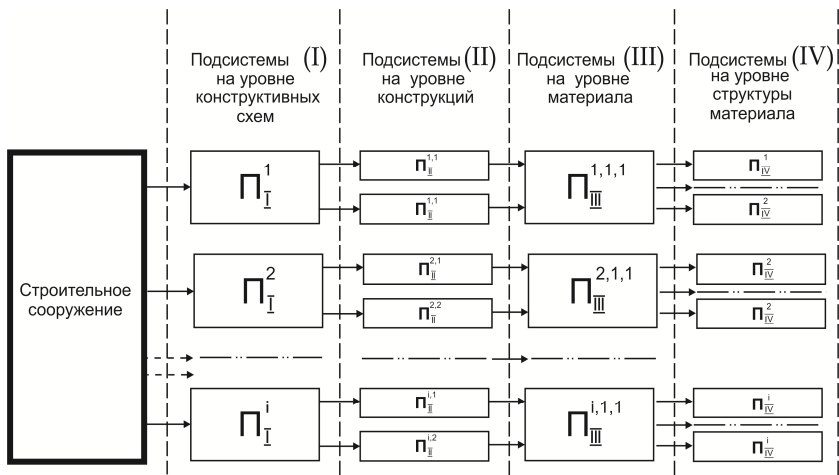 Подсистемы (I)
на уровне
конструктивных
схем
Подсистемы (II)
на уровне
конструкций
Подсистемы (III)
на уровне
материала
Подсистемы (IV)
на уровне
структуры
материала
Строительное
сооружение
П 1 I
П 1,1 II
П 1,1 II
П 1,1,1 III
П 1 IV
П 2 IV
П 2 I
П 2,1 II
П 2,2 II
П 2,1,1 III
П 2 IV
П 2 IV
П i I
П i,1 II
П i,2 II
П i,1,1 III
П i IV
П i IV